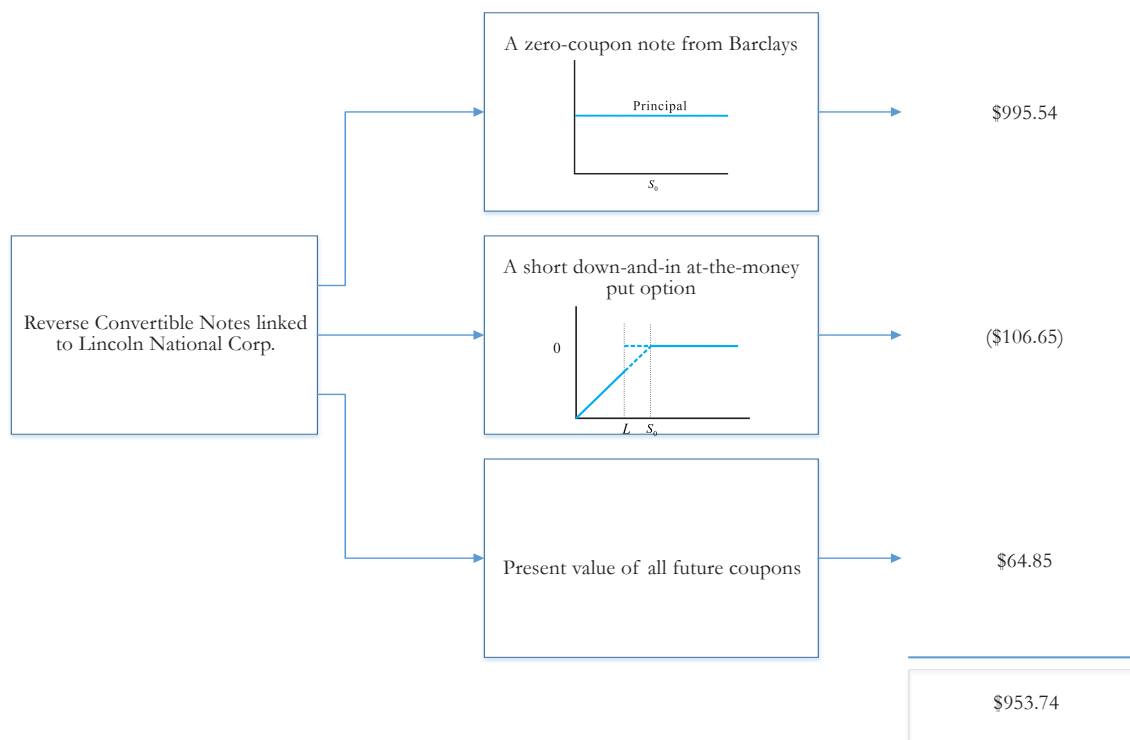 A zero-coupon note from Barclays
Principal
S₀
$995.54
Reverse Convertible Notes linked
to Lincoln National Corp.
A short down-and-in at-the-money
put option
0
L S₀
($106.65)
Present value of all future coupons
$64.85
$953.74